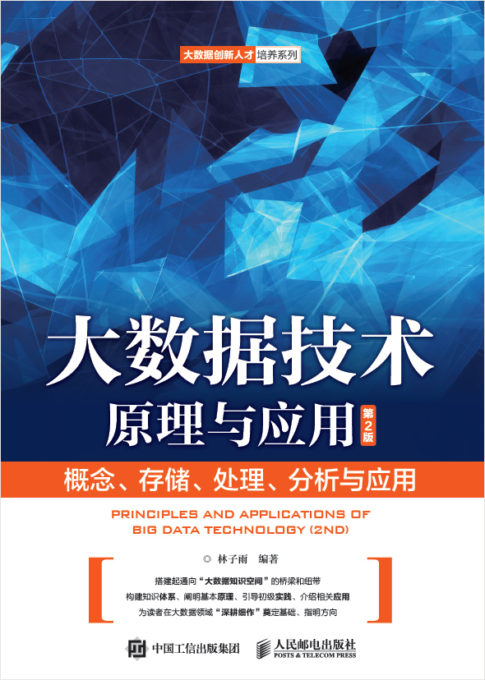 大数据创新人才 培养系列
大数据技术
原理与应用 第2版
概念、存储、处理、分析与应用
PRINCIPLES AND APPLICATIONS OF
BIG DATA TECHNOLOGY (2ND)
◎ 林子雨 编著
搭建起通向“大数据知识空间”的桥梁和纽带
构建知识体系、阐明基本原理、引导初级实践、介绍相关应用
为读者在大数据领域“深耕细作”奠定基础、指明方向
中国工信出版集团 人民邮电出版社
POSTS & TELECOM PRESS